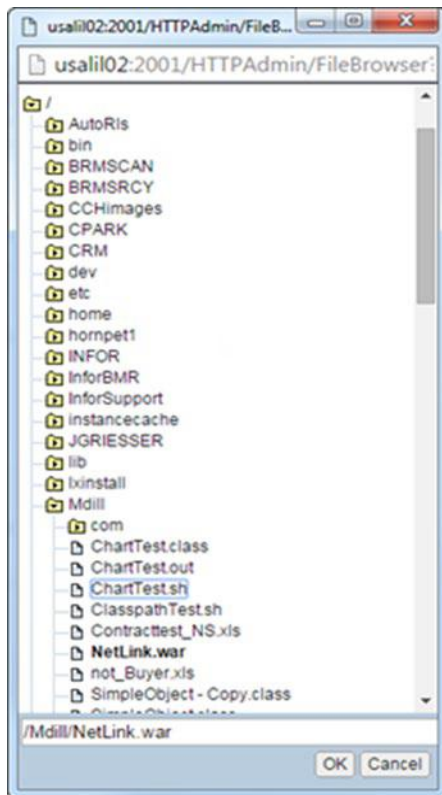 usalil02:2001/HTTPAdmin/FileB...
usalil02:2001/HTTPAdmin/FileBrowser
/
AutoRls
bin
BRMSCAN
BRMSRCY
CCHimages
CPARK
CRM
dev
etc
home
hornpet1
INFOR
InforBMR
InforSupport
instancecache
JGRIESSER
lib
lxinstall
Mdill
com
ChartTest.class
ChartTest.out
ChartTest.sh
ClasspathTest.sh
Contracttest_NS.xls
NetLink.war
not_Buyer.xls
SimpleObject - Copy.class
/Mdill/NetLink.war
OK Cancel